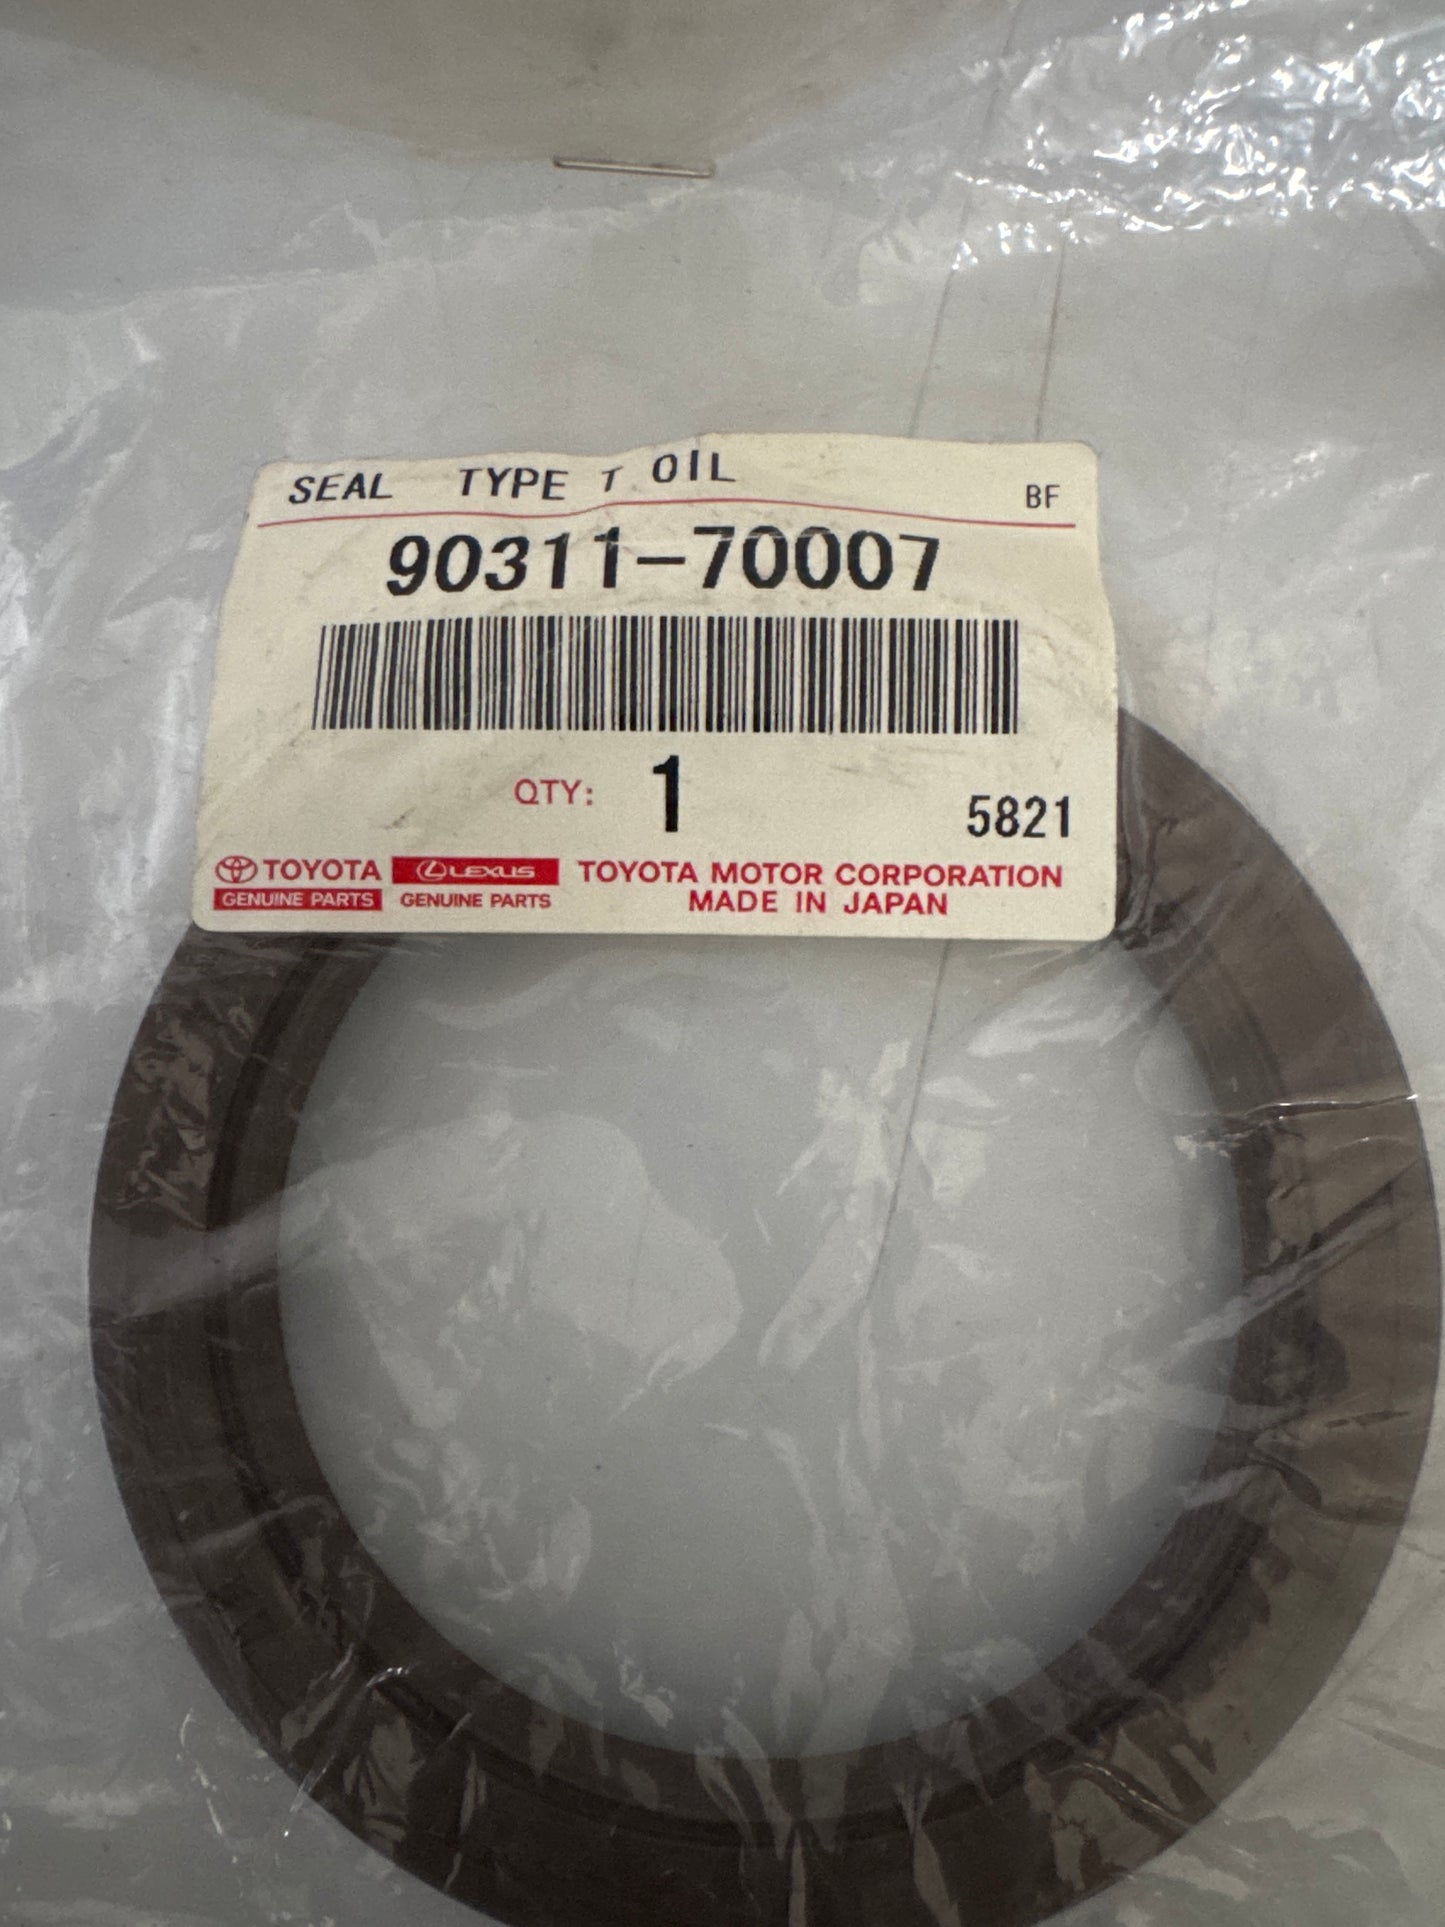 SEAL TYPE T OIL BF
90311-70007
QTY: 1 5821
TOYOTA LEXUS TOYOTA MOTOR CORPORATION
GENUINE PARTS GENUINE PARTS MADE IN JAPAN